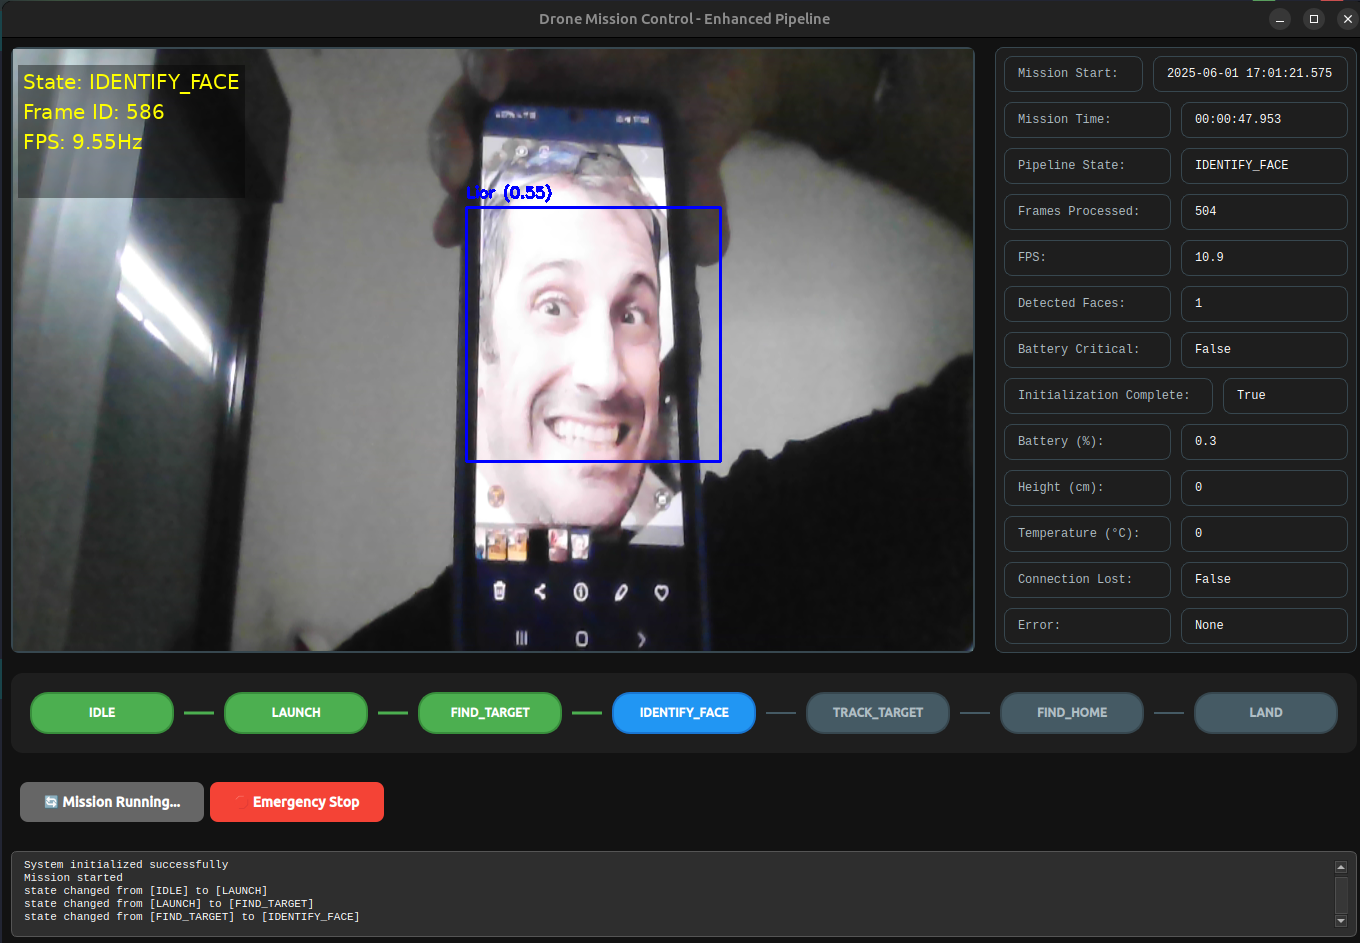 Drone Mission Control - Enhanced Pipeline
State: IDENTIFY_FACE
Frame ID: 586
FPS: 9.55Hz
(0.55)
Mission Start: 2025-06-01 17:01:21.575
Mission Time: 00:00:47.953
Pipeline State: IDENTIFY_FACE
Frames Processed: 504
FPS: 10.9
Detected Faces: 1
Battery Critical: False
Initialization Complete: True
Battery (%): 0.3
Height (cm): 0
Temperature (°C): 0
Connection Lost: False
Error: None
IDLE
LAUNCH
FIND_TARGET
IDENTIFY_FACE
TRACK_TARGET
FIND_HOME
LAND
Mission Running...
Emergency Stop
System initialized successfully
Mission started
state changed from [IDLE] to [LAUNCH]
state changed from [LAUNCH] to [FIND_TARGET]
state changed from [FIND_TARGET] to [IDENTIFY_FACE]